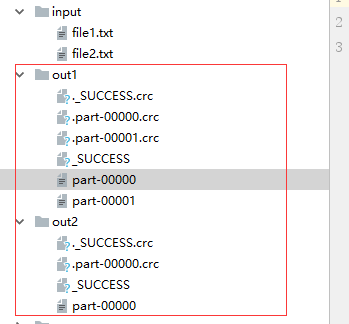 input
file1.txt
file2.txt
out1
._SUCCESS.crc
.part-00000.crc
.part-00001.crc
_SUCCESS
part-00000
part-00001
out2
._SUCCESS.crc
.part-00000.crc
_SUCCESS
part-00000
2
3